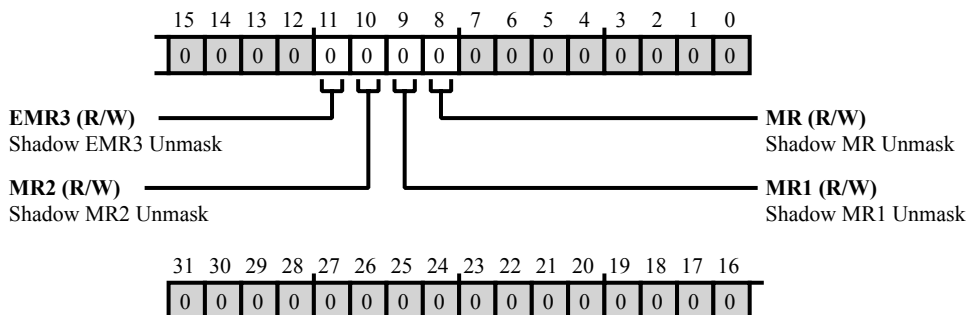 15 14 13 12 11 10 9 8 7 6 5 4 3 2 1 0
0 0 0 0 0 0 0 0 0 0 0 0 0 0 0 0
EMR3 (R/W)
Shadow EMR3 Unmask
MR (R/W)
Shadow MR Unmask
MR2 (R/W)
Shadow MR2 Unmask
MR1 (R/W)
Shadow MR1 Unmask
31 30 29 28 27 26 25 24 23 22 21 20 19 18 17 16
0 0 0 0 0 0 0 0 0 0 0 0 0 0 0 0